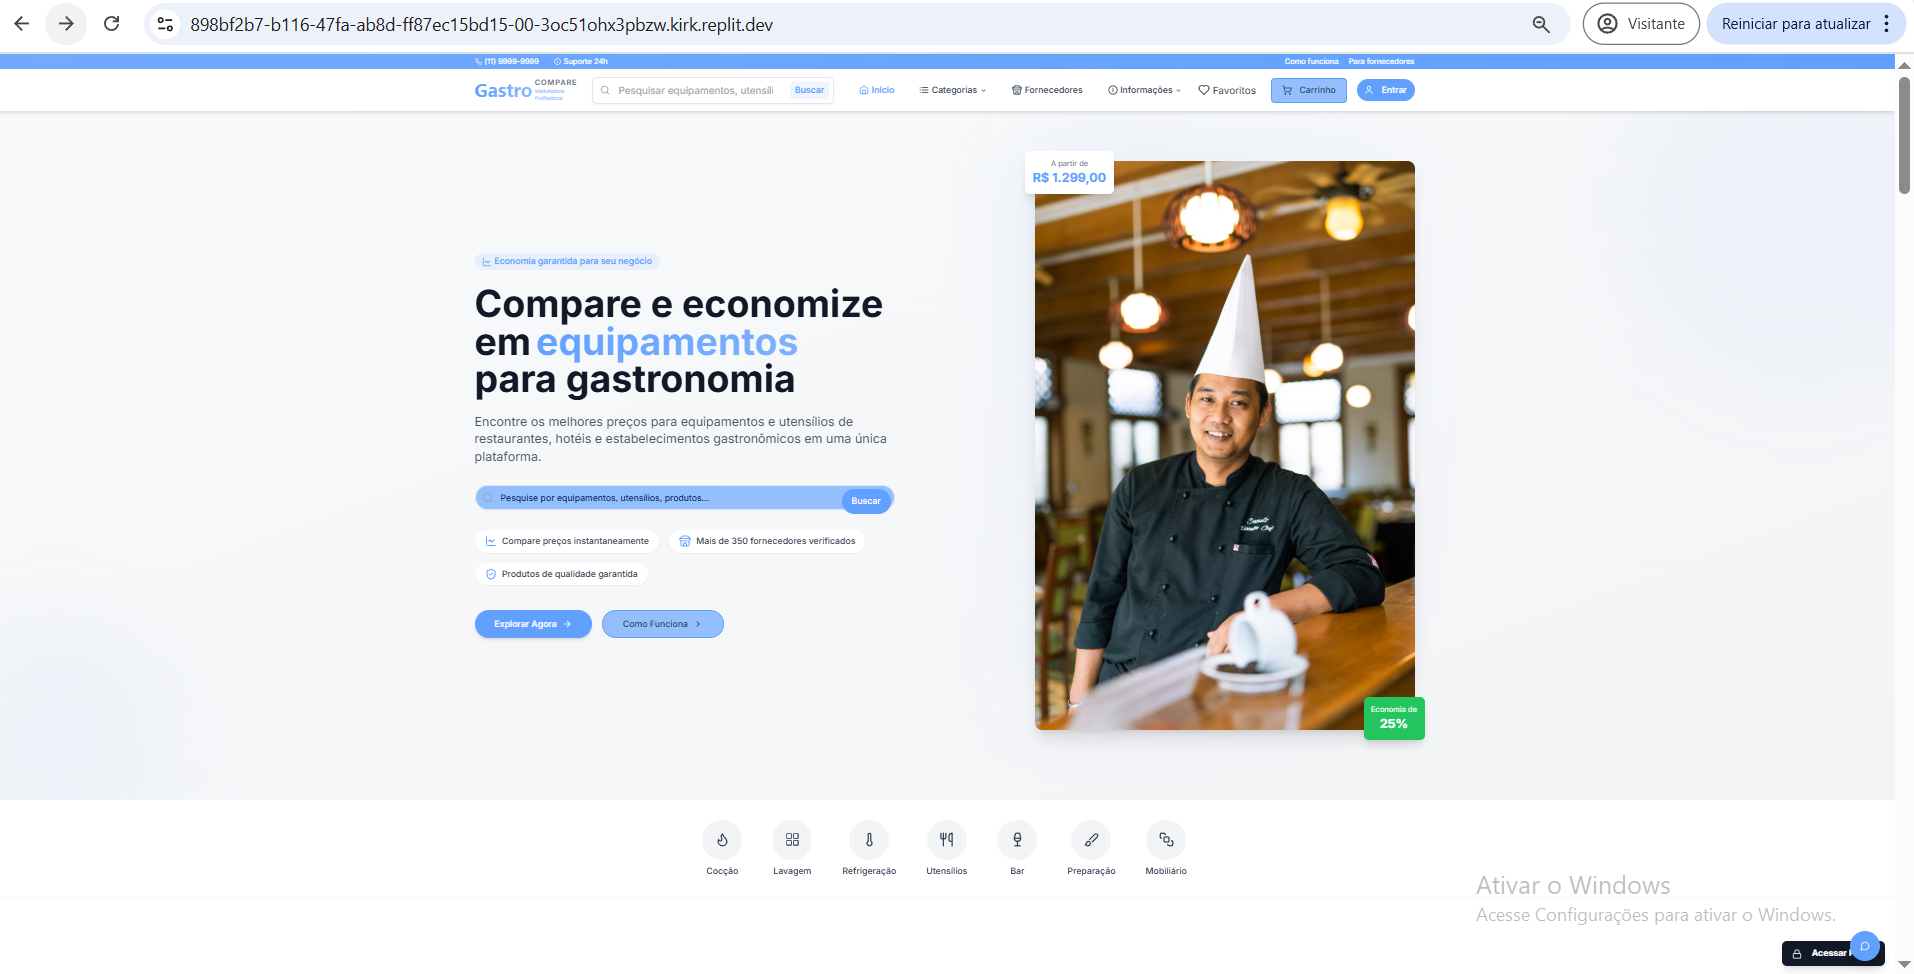 898bf2b7-b116-47fa-ab8d-ff87ec15bd15-00-3oc51ohx3pbzw.kirk.replit.dev
Visitante
Reiniciar para atualizar
(11) 9999-9999
Suporte 24h
Como funciona
Para fornecedores
Gastro
COMPARE
Marketplace
Profissional
Pesquisar equipamentos, utensíli
Buscar
Início
Categorias
Fornecedores
Informações
Favoritos
Carrinho
Entrar
A partir de
R$ 1.299,00
Economia garantida para seu negócio
Compare e economize
em equipamentos
para gastronomia
Encontre os melhores preços para equipamentos e utensílios de
restaurantes, hotéis e estabelecimentos gastronômicos em uma única
plataforma.
Pesquise por equipamentos, utensílios, produtos...
Buscar
Compare preços instantaneamente
Mais de 350 fornecedores verificados
Produtos de qualidade garantida
Explorar Agora
Como Funciona
Executive Chef
Economia de
25%
Cocção
Lavagem
Refrigeração
Utensílios
Bar
Preparação
Mobiliário
Ativar o Windows
Acesse Configurações para ativar o Windows.
Acessar